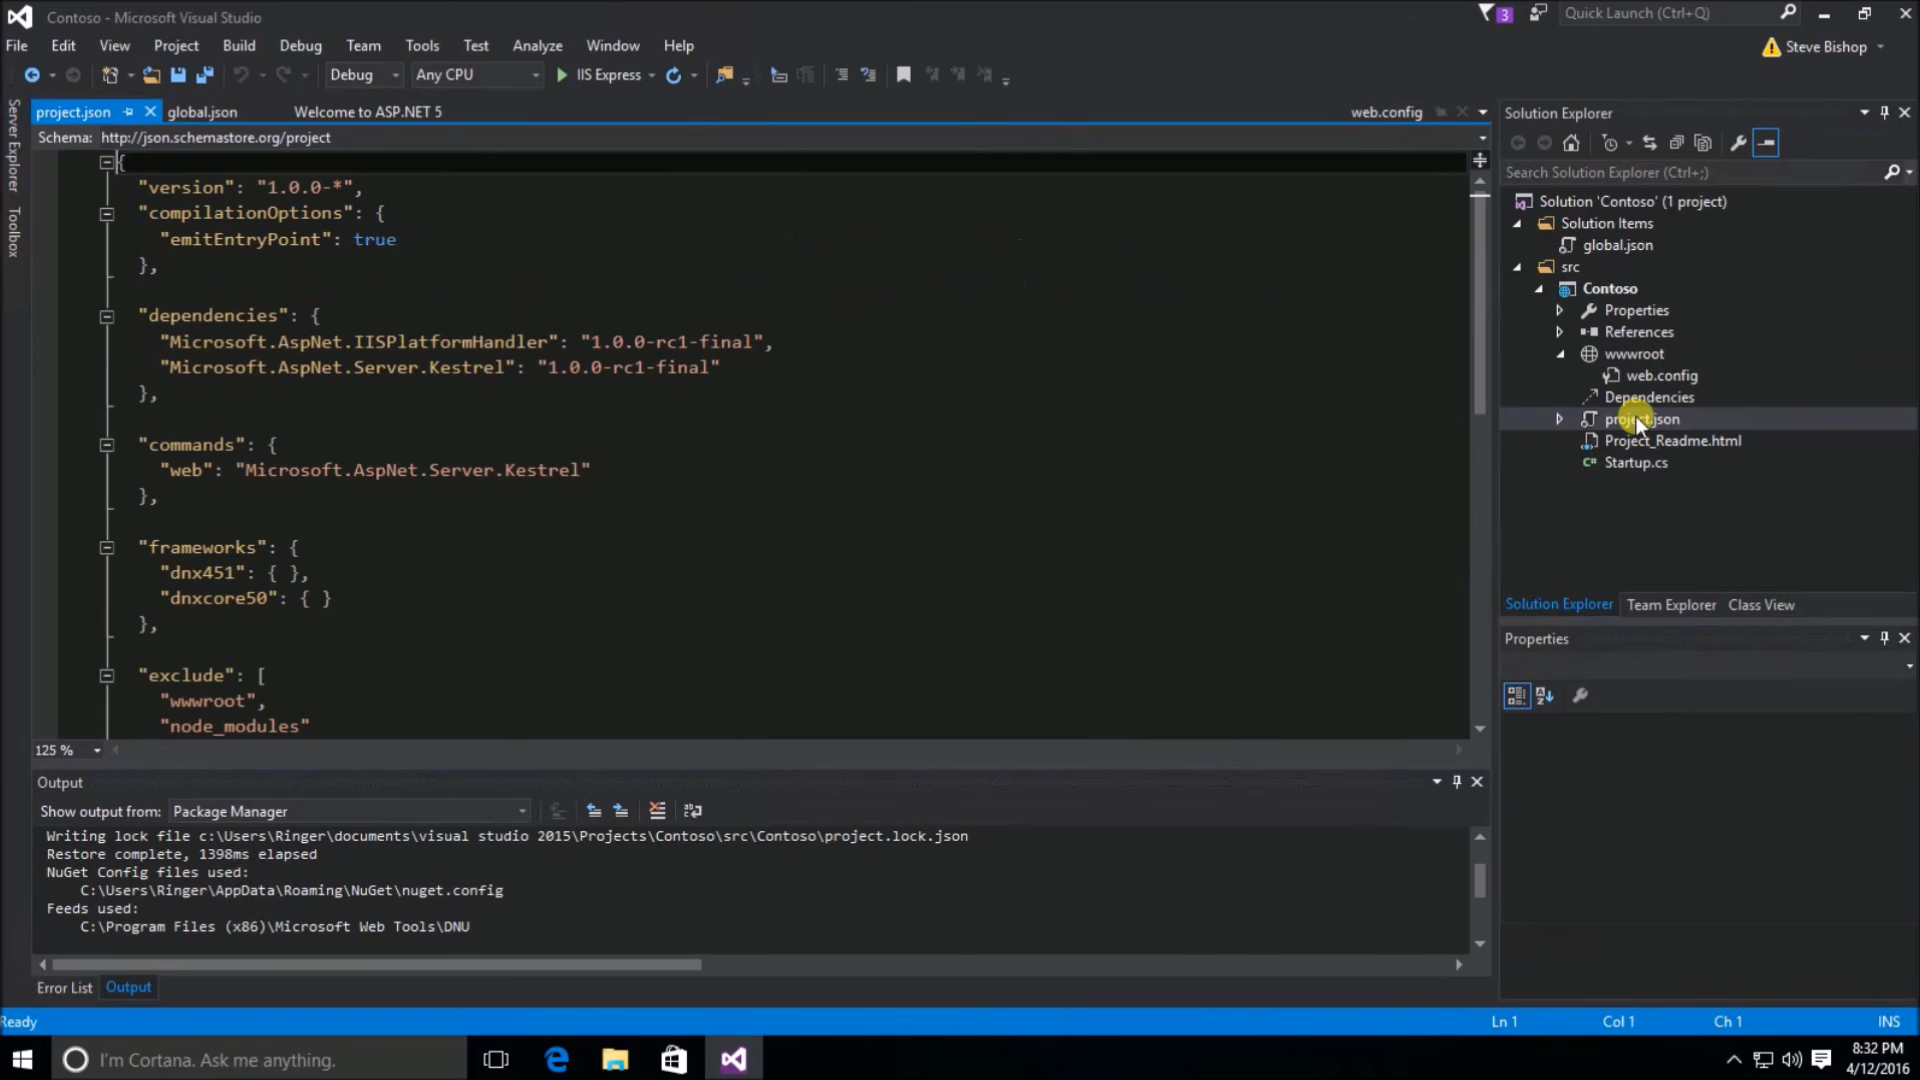 Contoso - Microsoft Visual Studio
3
Quick Launch (Ctrl+Q)
File Edit View Project Build Debug Team Tools Test Analyze Window Help
Steve Bishop
Debug Any CPU IIS Express
project.json global.json Welcome to ASP.NET 5 web.config
Schema: http://json.schemastore.org/project
Server Explorer
Toolbox
{
"version": "1.0.0-*",
"compilationOptions": {
"emitEntryPoint": true
},
"dependencies": {
"Microsoft.AspNet.IISPlatformHandler": "1.0.0-rc1-final",
"Microsoft.AspNet.Server.Kestrel": "1.0.0-rc1-final"
},
"commands": {
"web": "Microsoft.AspNet.Server.Kestrel"
},
"frameworks": {
"dnx451": { },
"dnxcore50": { }
},
"exclude": [
"wwwroot",
"node_modules"
125 %
Output
Show output from: Package Manager
Writing lock file c:\Users\Ringer\documents\visual studio 2015\Projects\Contoso\src\Contoso\project.lock.json
Restore complete, 1398ms elapsed
NuGet Config files used:
C:\Users\Ringer\AppData\Roaming\NuGet\nuget.config
Feeds used:
C:\Program Files (x86)\Microsoft Web Tools\DNU
Error List Output
Solution Explorer
Search Solution Explorer (Ctrl+;)
Solution 'Contoso' (1 project)
Solution Items
global.json
src
Contoso
Properties
References
wwwroot
web.config
Dependencies
project.json
Project_Readme.html
C# Startup.cs
Solution Explorer Team Explorer Class View
Properties
Ready
Ln 1 Col 1 Ch 1 INS
I'm Cortana. Ask me anything.
8:32 PM
4/12/2016